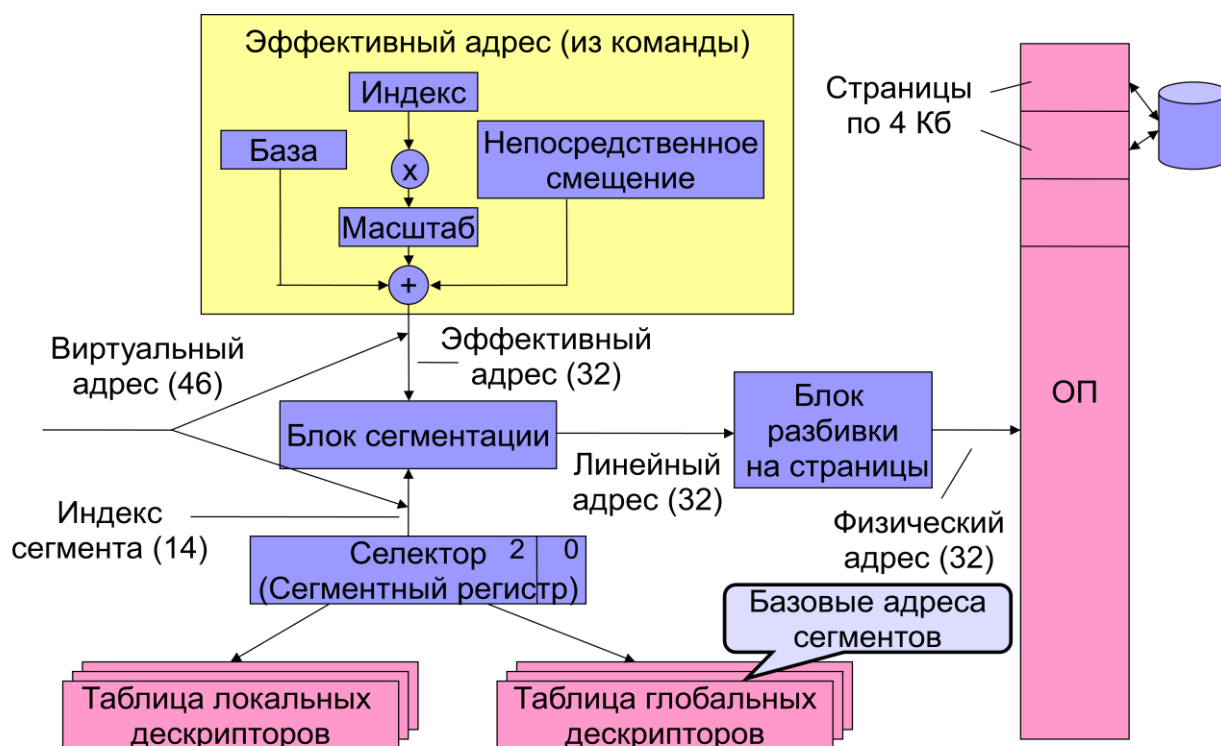 Эффективный адрес (из команды)
Индекс
База
x
Непосредственное
смещение
Масштаб
+
Страницы
по 4 Кб
Виртуальный
адрес (46)
Эффективный
адрес (32)
Блок сегментации
Линейный
адрес (32)
Блок
разбивки
на страницы
ОП
Физический
адрес (32)
Индекс
сегмента (14)
Селектор 2 0
(Сегментный регистр)
Базовые адреса
сегментов
Таблица локальных
дескрипторов
Таблица глобальных
дескрипторов